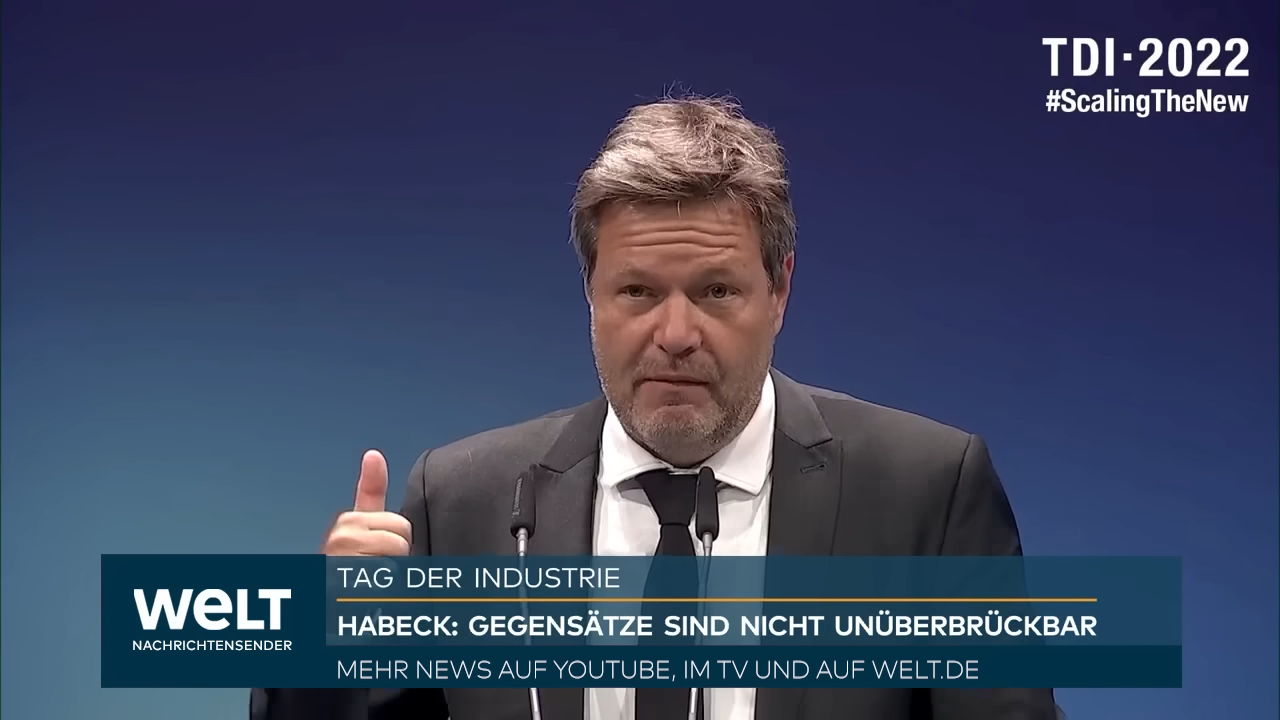 TDI·2022
#ScalingTheNew
TAG DER INDUSTRIE
HABECK: GEGENSÄTZE SIND NICHT UNÜBERBRÜCKBAR
MEHR NEWS AUF YOUTUBE, IM TV UND AUF WELT.DE
WELT
NACHRICHTENSENDER